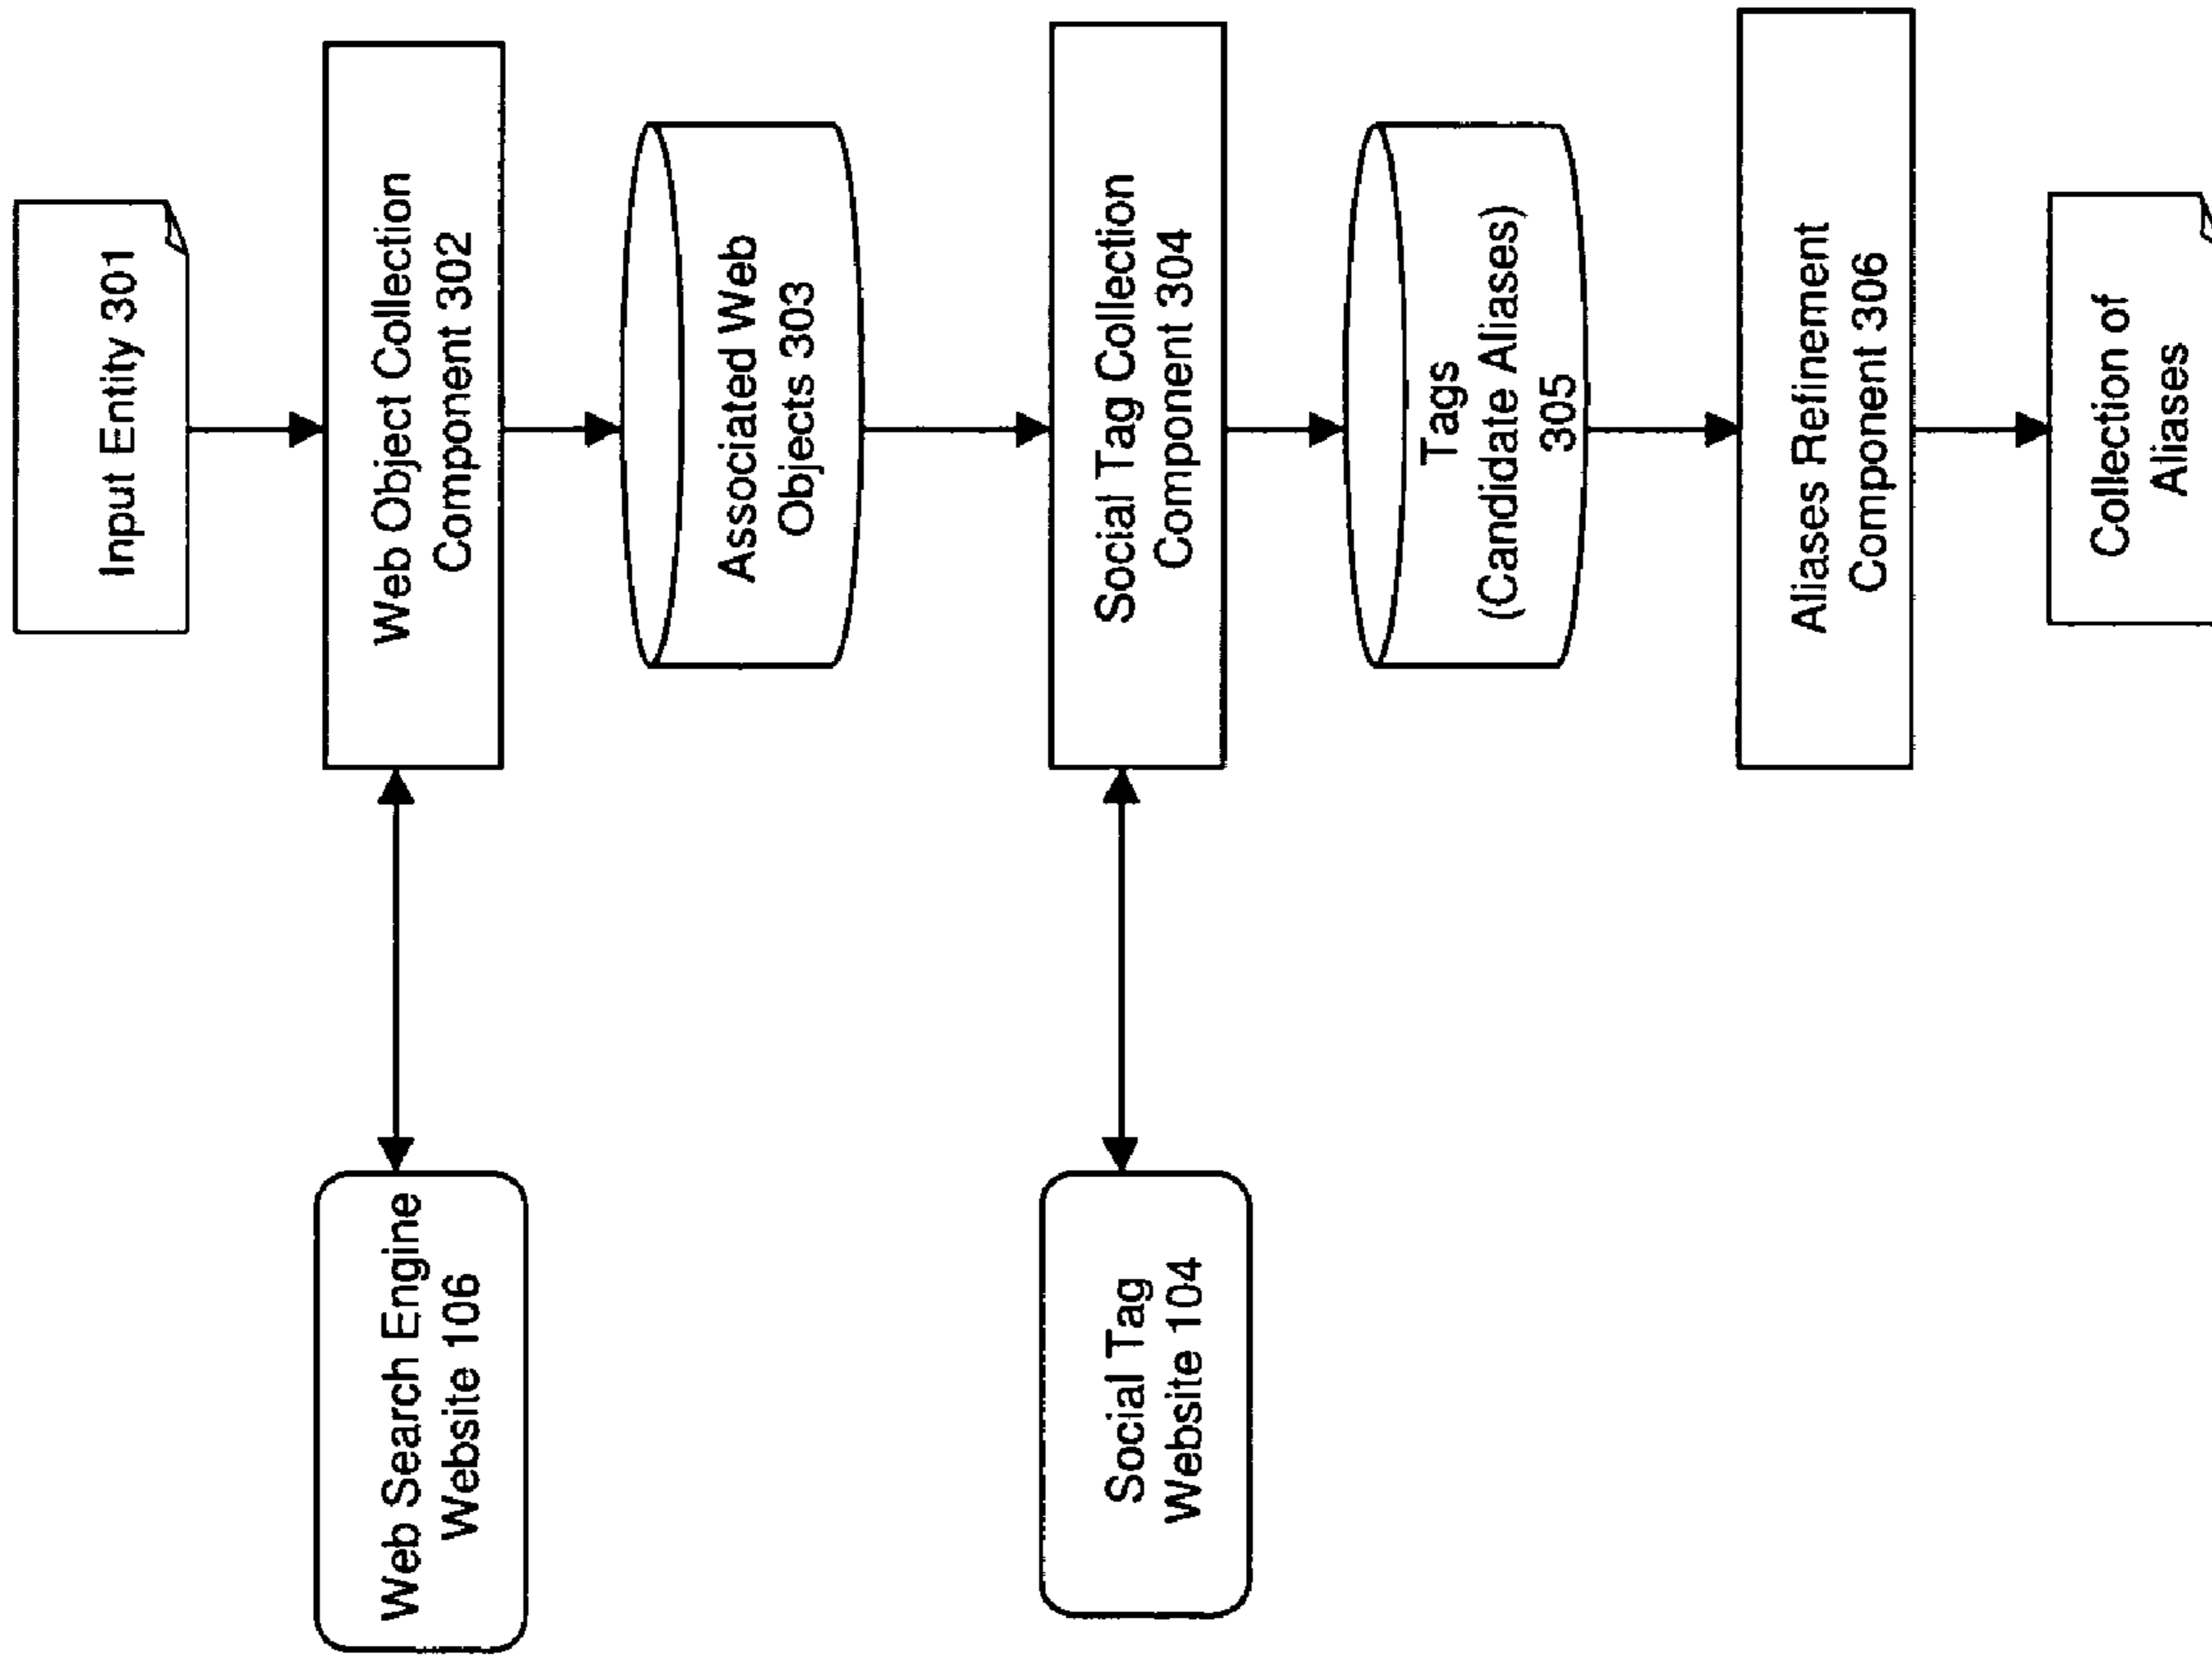 Input Entity 301
Web Object Collection
Component 302
Web Search Engine
Website 106
Associated Web
Objects 303
Social Tag Collection
Component 304
Social Tag
Website 104
Tags
(Candidate Aliases)
305
Aliases Refinement
Component 306
Collection of
Aliases